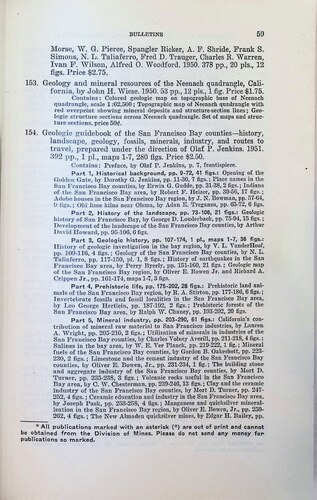 BULLETINS 59
Morse, W. G. Pierce, Spangler Ricker, A. F. Shride, Frank S.
Simons, N. L. Taliaferro, Fred D. Trauger, Charles R. Warren,
Ivan F. Wilson, Alfred O. Woodford. 1950. 378 pp., 20 pls., 12
figs. Price $2.75.
153. Geology and mineral resources of the Neenach quadrangle, Cali-
fornia, by John H. Wiese. 1950. 53 pp., 12 pls., 1 fig. Price $1.75.
Contains: Colored geologic map on topographic base of Neenach
quadrangle, scale 1:62,500; Topographic map of Neenach quadrangle with
red overprint showing mineral deposits and structure-section lines; Geo-
logic structure sections across Neenach quadrangle. Set of maps and struc-
ture sections, price 50¢.
154. Geologic guidebook of the San Francisco Bay counties—history,
landscape, geology, fossils, minerals, industry, and routes to
travel, prepared under the direction of Olaf P. Jenkins. 1951.
392 pp., 1 pl., maps 1-7, 280 figs. Price $2.50.
Contains: Preface, by Olaf P. Jenkins, p. 7, frontispiece.
Part 1, Historical background, pp. 9-72, 41 figs.: Opening of the
Golden Gate, by Dorothy G. Jenkins, pp. 11-30, 7 figs.; Place names in the
San Francisco Bay counties, by Erwin G. Gudde, pp. 31-38, 2 figs.; Indians
of the San Francisco Bay area, by Robert F. Heizer, pp. 39-56, 17 figs.;
Adobe houses in the San Francisco Bay region, by J. N. Bowman, pp. 57-64,
9 figs.; Old lime kilns near Olema, by Adan E. Treganza, pp. 65-72, 6 figs.
Part 2, History of the landscape, pp. 73-106, 21 figs.: Geologic
history of San Francisco Bay, by George D. Louderback, pp. 75-94, 15 figs.;
Development of the landscape of the San Francisco Bay counties, by Arthur
David Howard, pp. 95-106, 6 figs.
Part 3, Geologic history, pp. 107-174, 1 pl., maps 1-7, 36 figs.:
History of geologic investigation in the bay region, by V. L. VanderHoof,
pp. 109-116, 4 figs.; Geology of the San Francisco Bay counties, by N. L.
Taliaferro, pp. 117-150, pl. 1, 8 figs.; History of earthquakes in the San
Francisco Bay area, by Perry Byerly, pp. 151-160, 17 figs.; Geologic map
of the San Francisco Bay region, by Oliver E. Bowen Jr. and Richard A.
Crippen Jr., pp. 161-174, maps 1-7, 5 figs.
Part 4, Prehistoric life, pp. 175-202, 28 figs.: Prehistoric land ani-
mals of the San Francisco Bay region, by R. A. Stirton, pp. 177-186, 6 figs.;
Invertebrate fossils and fossil localities in the San Francisco Bay area,
by Leo George Hertlein, pp. 187-192, 2 figs.; Prehistoric forests of the
San Francisco Bay area, by Ralph W. Chaney, pp. 193-202, 20 figs.
Part 5, Mineral industry, pp. 203-290, 61 figs.: California's con-
tribution of mineral raw material to San Francisco industries, by Lauren
A. Wright, pp. 205-210, 2 figs.; Utilization of minerals in industries of the
San Francisco Bay counties, by Charles Volney Averill, pp. 211-218, 4 figs.;
Salines in the bay area, by W. E. Ver Planck, pp. 219-222, 1 fig.; Mineral
fuels of the San Francisco Bay counties, by Gordon B. Oakeshott, pp. 223-
230, 2 figs.; Limestone and the cement industry of the San Francisco Bay
counties, by Oliver E. Bowen, Jr., pp. 231-234, 1 fig.; The building stone
and aggregate industry of the San Francisco Bay counties, by Mort D.
Turner, pp. 235-238, 5 figs.; Volcanic rocks useful in the San Francisco
Bay area, by C. W. Chesterman, pp. 239-246, 13 figs.; Clay and the ceramic
industry of the San Francisco Bay counties, by Mort D. Turner, pp. 247-
252, 4 figs.; Ceramic education and industry in the San Francisco Bay area,
by Joseph Pask, pp. 253-258, 4 figs.; Manganese and quicksilver mineral-
ization in the San Francisco Bay region, by Oliver E. Bowen, Jr., pp. 259-
262, 4 figs.; The New Almaden quicksilver mines, by Edgar H. Bailey, pp.
* All publications marked with an asterisk (*) are out of print and cannot
be obtained from the Division of Mines. Please do not send any money for
publications so marked.